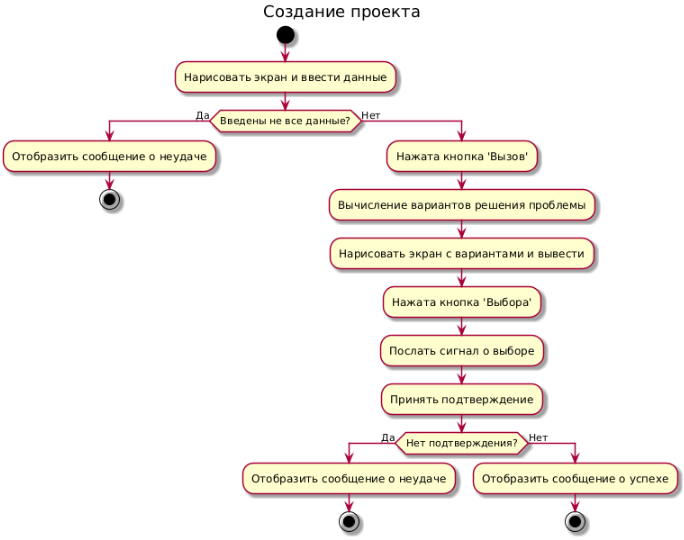 Создание проекта
Нарисовать экран и ввести данные
Введены не все данные?
Да
Нет
Отобразить сообщение о неудаче
Нажата кнопка 'Вызов'
Вычисление вариантов решения проблемы
Нарисовать экран с вариантами и вывести
Нажата кнопка 'Выбора'
Послать сигнал о выборе
Принять подтверждение
Нет подтверждения?
Да
Нет
Отобразить сообщение о неудаче
Отобразить сообщение о успехе